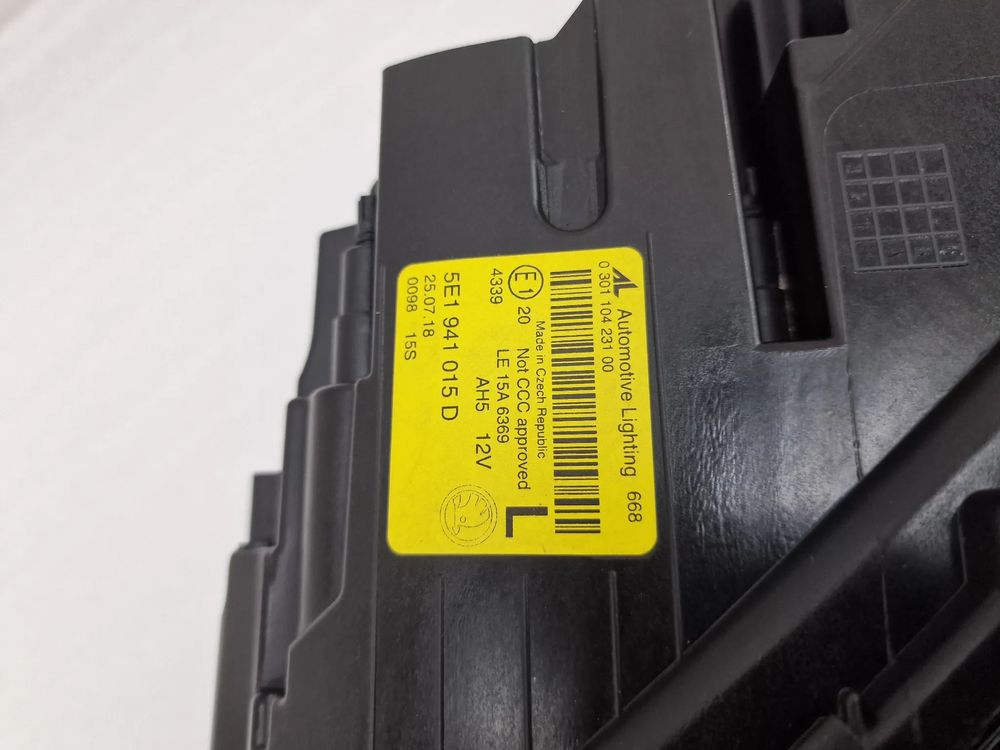 AL Automotive Lighting 668
0 301 104 231 00
Made in Czech Republic
E1 20 Not CCC approved L
4339 LE 15A 6369
AH5 12V
5E1 941 015 D
25.07.18
0098 15S